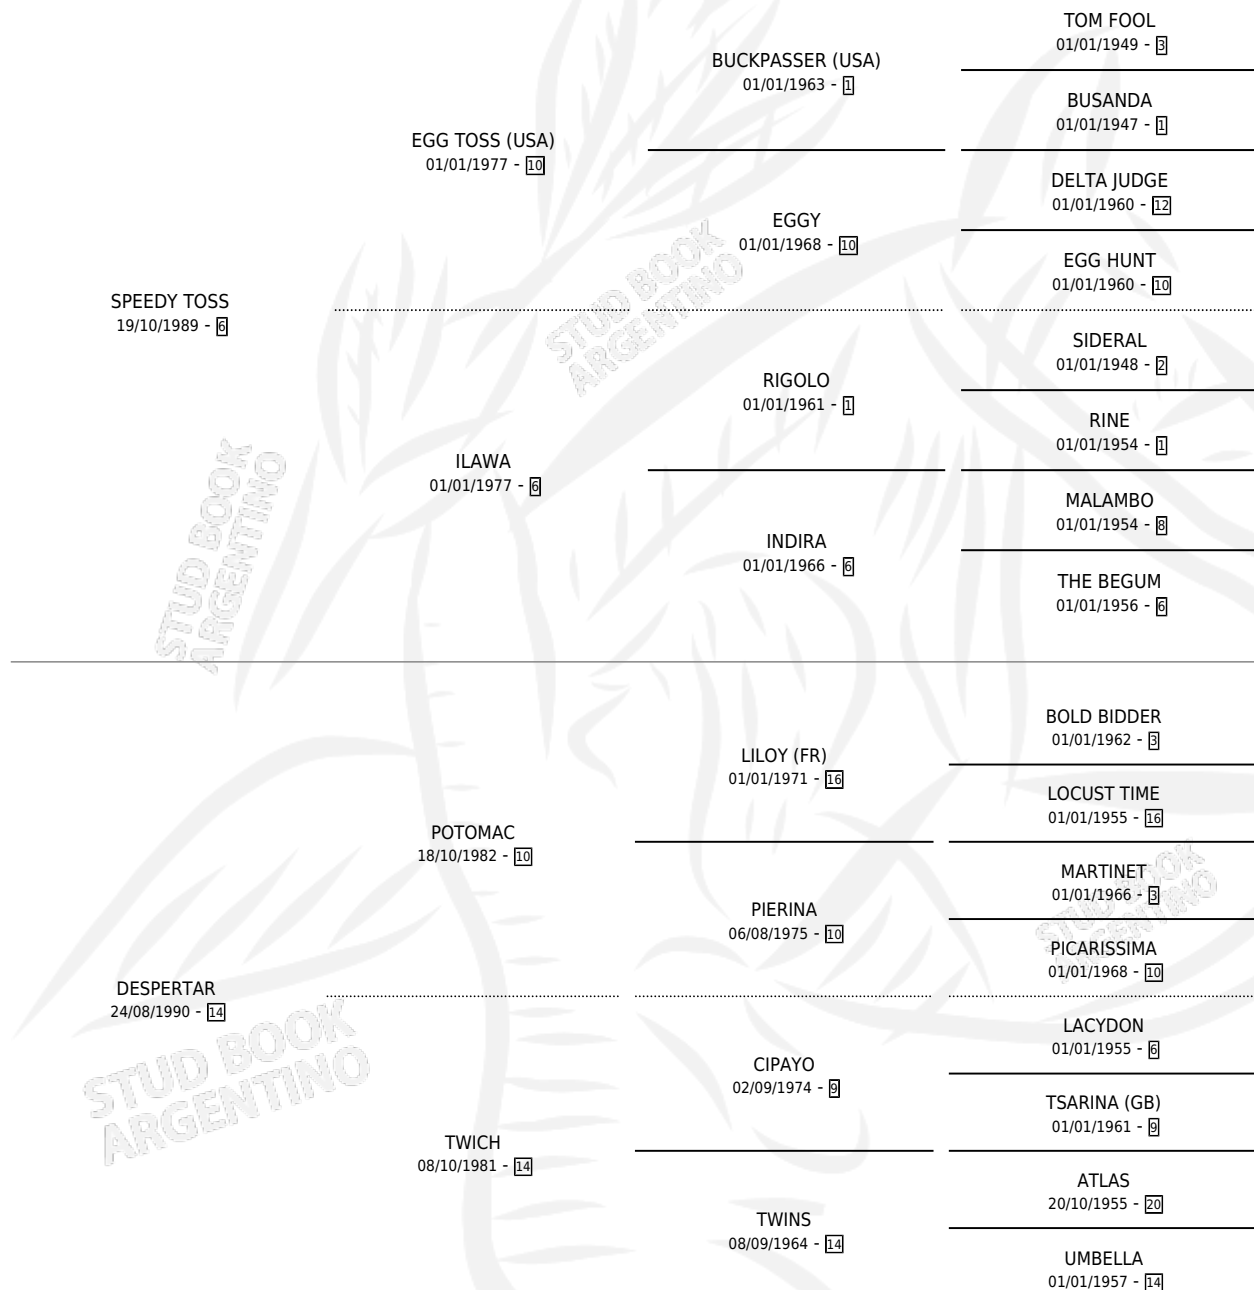 TOM FOOL
01/01/1949 - 3
BUCKPASSER (USA)
01/01/1963 - 1
BUSANDA
01/01/1947 - 1
EGG TOSS (USA)
01/01/1977 - 10
DELTA JUDGE
01/01/1960 - 12
EGGY
01/01/1968 - 10
EGG HUNT
01/01/1960 - 10
SPEEDY TOSS
19/10/1989 - 6
SIDERAL
01/01/1948 - 2
RIGOLO
01/01/1961 - 1
RINE
01/01/1954 - 1
ILAWA
01/01/1977 - 6
MALAMBO
01/01/1954 - 8
INDIRA
01/01/1966 - 6
THE BEGUM
01/01/1956 - 6
BOLD BIDDER
01/01/1962 - 3
LILOY (FR)
01/01/1971 - 16
LOCUST TIME
01/01/1955 - 16
POTOMAC
18/10/1982 - 10
MARTINET
01/01/1966 - 3
PIERINA
06/08/1975 - 10
PICARISSIMA
01/01/1968 - 10
DESPERTAR
24/08/1990 - 14
LACYDON
01/01/1955 - 6
CIPAYO
02/09/1974 - 9
TSARINA (GB)
01/01/1961 - 9
TWICH
08/10/1981 - 14
ATLAS
20/10/1955 - 20
TWINS
08/09/1964 - 14
UMBELLA
01/01/1957 - 14
STUD BOOK
ARGENTINO
STUD BOOK
ARGENTINO
STUD BOOK
ARGENTINO
STUD BOOK
ARGENTINO